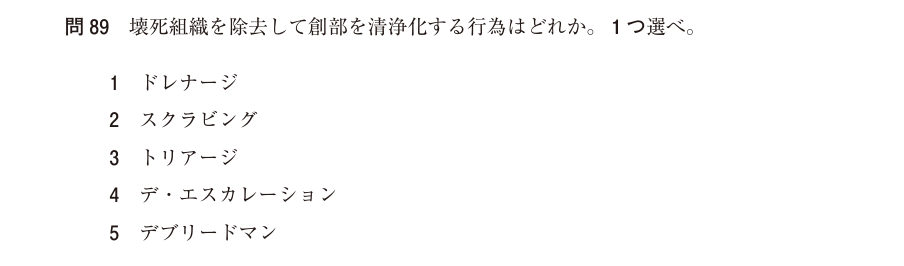 問 89　壊死組織を除去して創部を清浄化する行為はどれか。1 つ選べ。
1　ドレナージ
2　スクラビング
3　トリアージ
4　デ・エスカレーション
5　デブリードマン